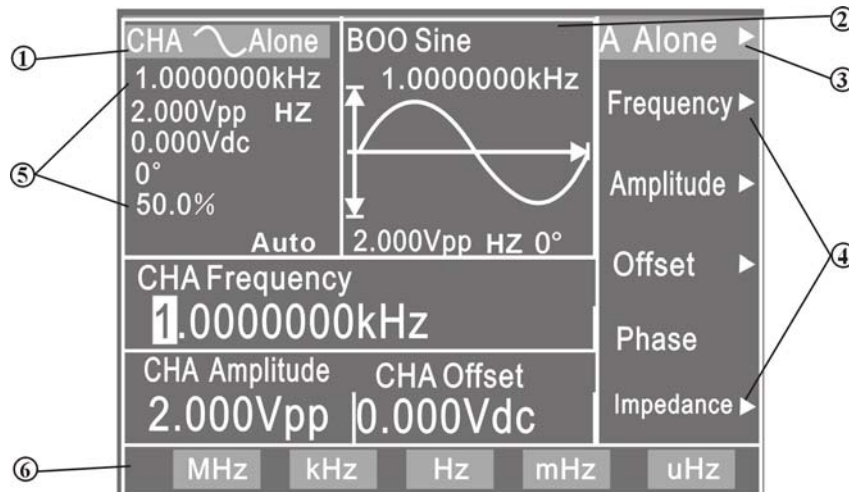 ①
CHA Alone
1.0000000kHz
2.000Vpp HZ
0.000Vdc
0°
50.0%
Auto
⑤
②
BOO Sine
1.0000000kHz
2.000Vpp HZ 0°
A Alone
③
Frequency
Amplitude
Offset
Phase
Impedance
④
CHA Frequency
1.0000000kHz
CHA Amplitude CHA Offset
2.000Vpp 0.000Vdc
⑥
MHz kHz Hz mHz uHz